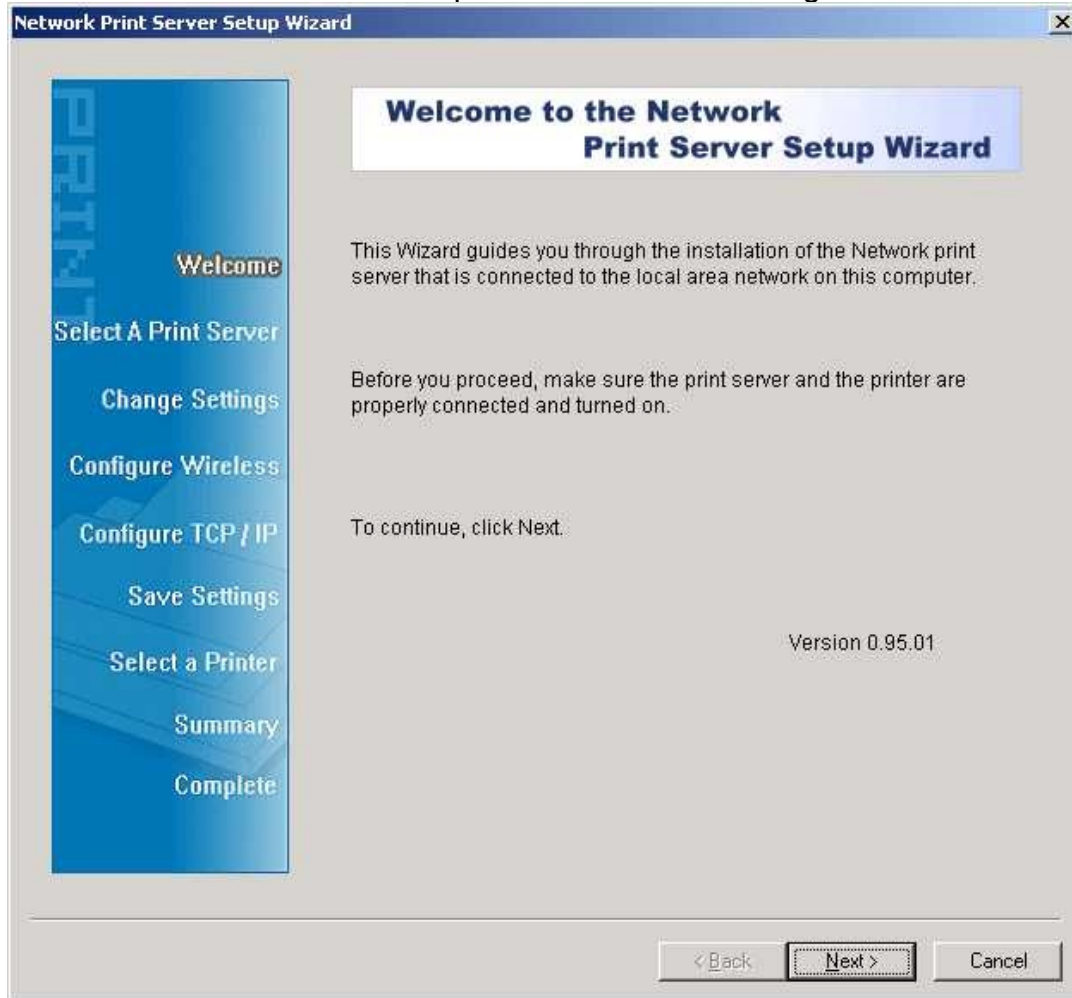 Network Print Server Setup Wizard
PRINT
Welcome
Select A Print Server
Change Settings
Configure Wireless
Configure TCP / IP
Save Settings
Select a Printer
Summary
Complete
Welcome to the Network
Print Server Setup Wizard
This Wizard guides you through the installation of the Network print
server that is connected to the local area network on this computer.
Before you proceed, make sure the print server and the printer are
properly connected and turned on.
To continue, click Next.
Version 0.95.01
< Back
Next >
Cancel